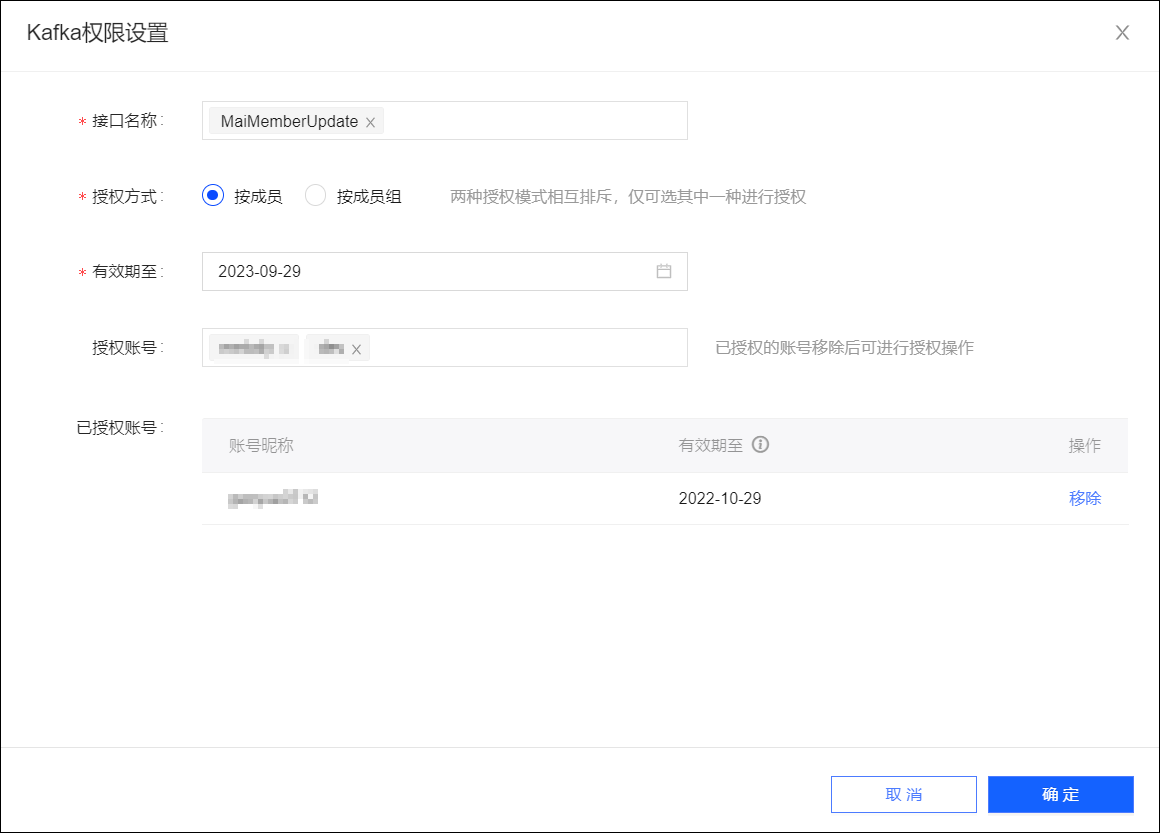 Kafka权限设置
* 接口名称:
MaiMemberUpdate
* 授权方式:
按成员 按成员组 两种授权模式相互排斥，仅可选其中一种进行授权
* 有效期至:
2023-09-29
授权账号:
已授权的账号移除后可进行授权操作
已授权账号:
账号昵称 有效期至 操作
2022-10-29 移除
取消 确定